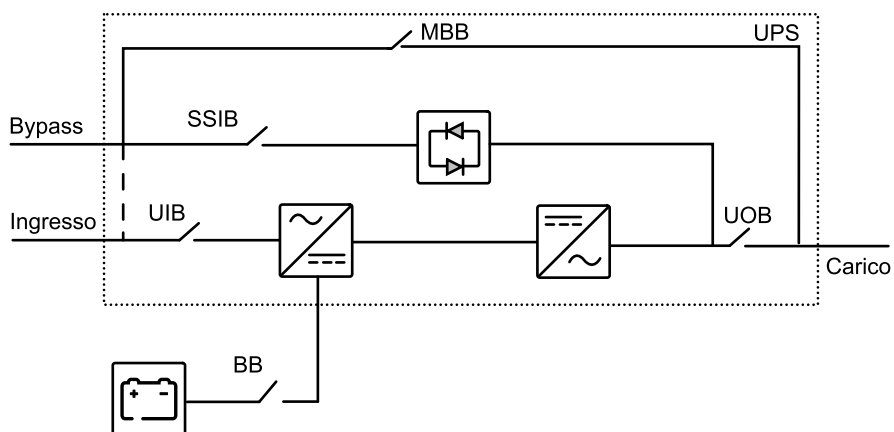 MBB
UPS
Bypass
SSIB
Ingresso
UIB
UOB
Carico
BB